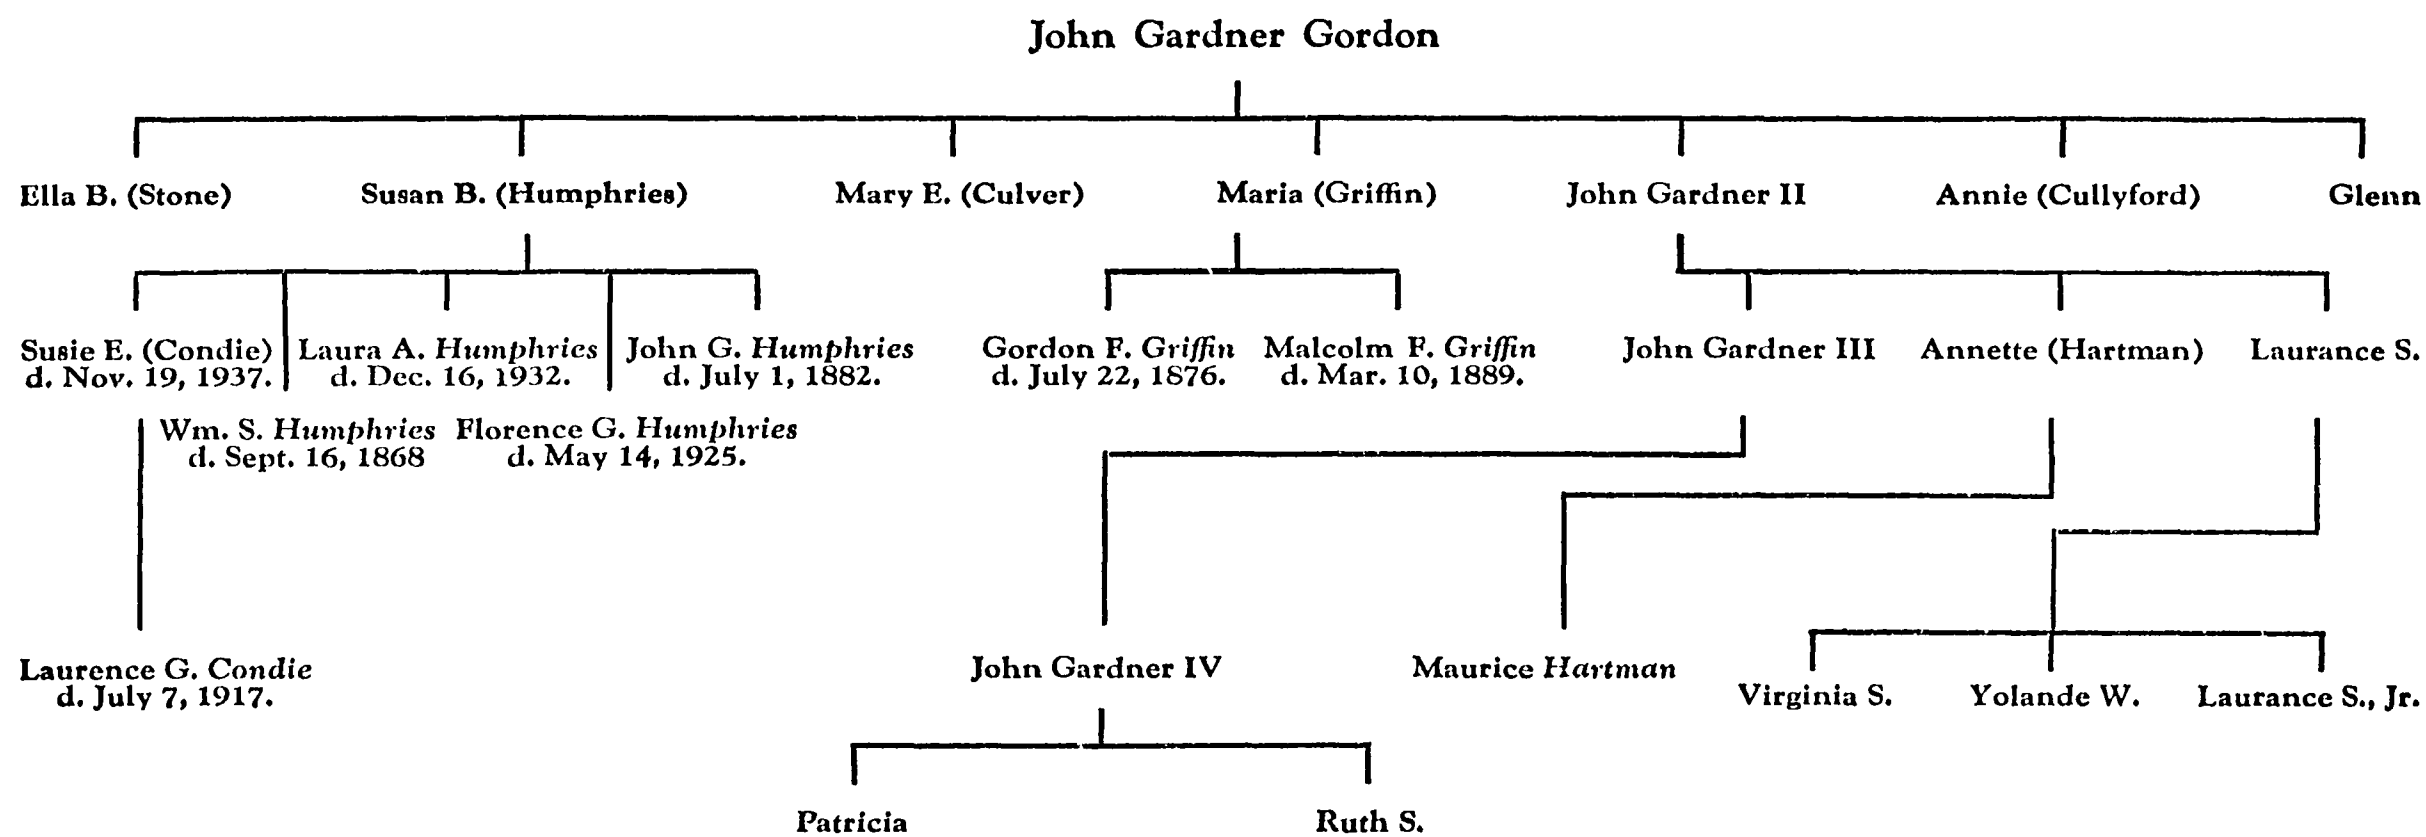 John Gardner Gordon
Ella B. (Stone) Susan B. (Humphries) Mary E. (Culver) Maria (Griffin) John Gardner II Annie (Cullyford) Glenn
Susie E. (Condie) Laura A. Humphries John G. Humphries Gordon F. Griffin Malcolm F. Griffin John Gardner III Annette (Hartman) Laurance S.
d. Nov. 19, 1937. d. Dec. 16, 1932. d. July 1, 1882. d. July 22, 1876. d. Mar. 10, 1889.
Wm. S. Humphries Florence G. Humphries
d. Sept. 16, 1868 d. May 14, 1925.
Laurence G. Condie John Gardner IV Maurice Hartman
d. July 7, 1917. Virginia S. Yolande W. Laurance S., Jr.
Patricia Ruth S.